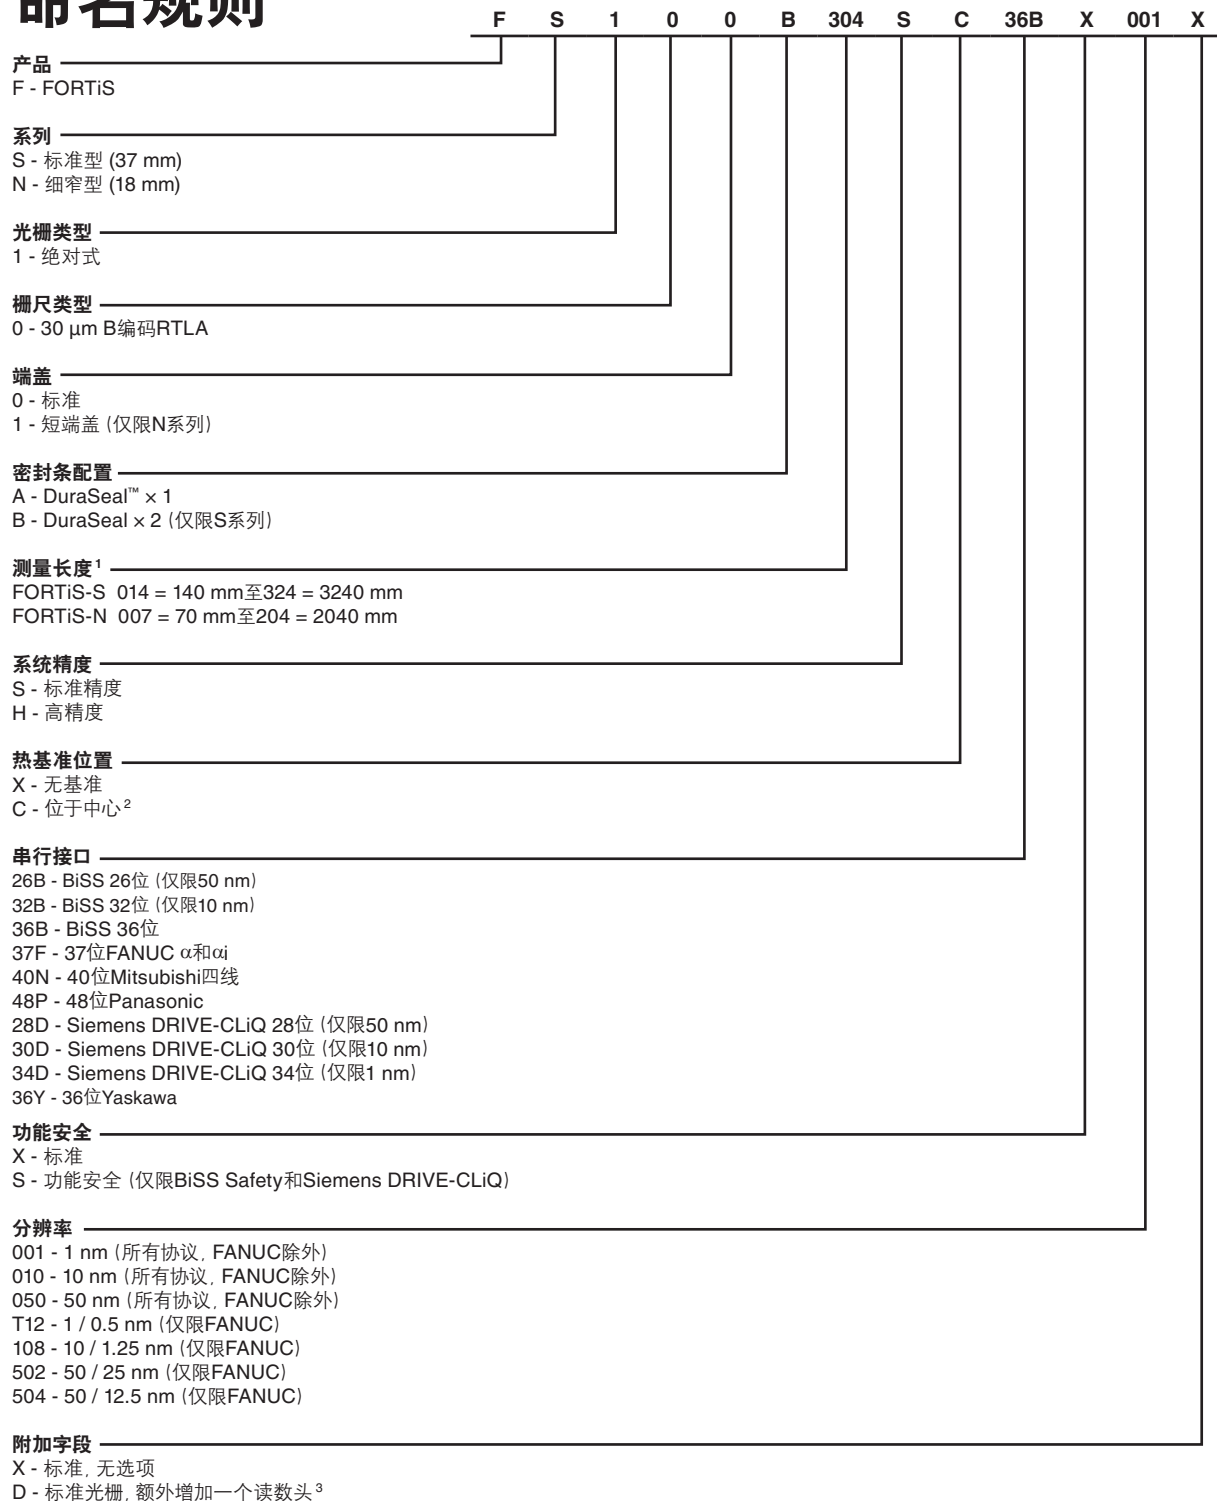 命名规则
F S 1 0 0 B 304 S C 36B X 001 X
产品
F - FORTiS
系列
S - 标准型 (37 mm)
N - 细窄型 (18 mm)
光栅类型
1 - 绝对式
栅尺类型
0 - 30 µm B编码RTLA
端盖
0 - 标准
1 - 短端盖（仅限N系列）
密封条配置
A - DuraSeal™ × 1
B - DuraSeal × 2（仅限S系列）
测量长度¹
FORTiS-S 014 = 140 mm至324 = 3240 mm
FORTiS-N 007 = 70 mm至204 = 2040 mm
系统精度
S - 标准精度
H - 高精度
热基准位置
X - 无基准
C - 位于中心²
串行接口
26B - BiSS 26位（仅限50 nm）
32B - BiSS 32位（仅限10 nm）
36B - BiSS 36位
37F - 37位FANUC α和αi
40N - 40位Mitsubishi四线
48P - 48位Panasonic
28D - Siemens DRIVE-CLiQ 28位（仅限50 nm）
30D - Siemens DRIVE-CLiQ 30位（仅限10 nm）
34D - Siemens DRIVE-CLiQ 34位（仅限1 nm）
36Y - 36位Yaskawa
功能安全
X - 标准
S - 功能安全（仅限BiSS Safety和Siemens DRIVE-CLiQ）
分辨率
001 - 1 nm（所有协议，FANUC除外）
010 - 10 nm（所有协议，FANUC除外）
050 - 50 nm（所有协议，FANUC除外）
T12 - 1 / 0.5 nm（仅限FANUC）
108 - 10 / 1.25 nm（仅限FANUC）
502 - 50 / 25 nm（仅限FANUC）
504 - 50 / 12.5 nm（仅限FANUC）
附加字段
X - 标准，无选项
D - 标准光栅，额外增加一个读数头³